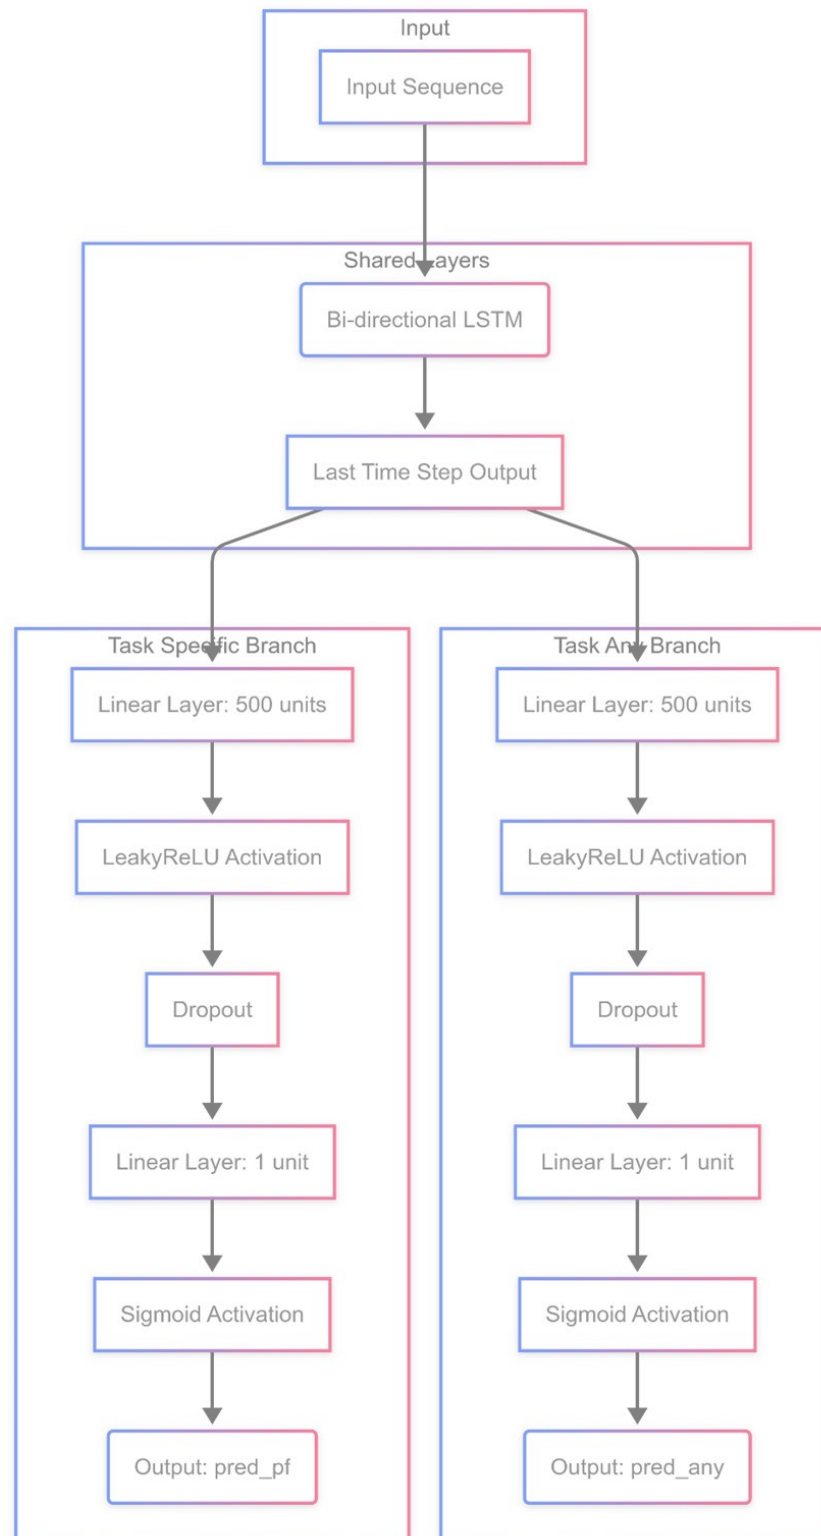 Input
Input Sequence
Shared Layers
Bi-directional LSTM
Last Time Step Output
Task Specific Branch
Linear Layer: 500 units
LeakyReLU Activation
Dropout
Linear Layer: 1 unit
Sigmoid Activation
Output: pred_pf
Task Any Branch
Linear Layer: 500 units
LeakyReLU Activation
Dropout
Linear Layer: 1 unit
Sigmoid Activation
Output: pred_any